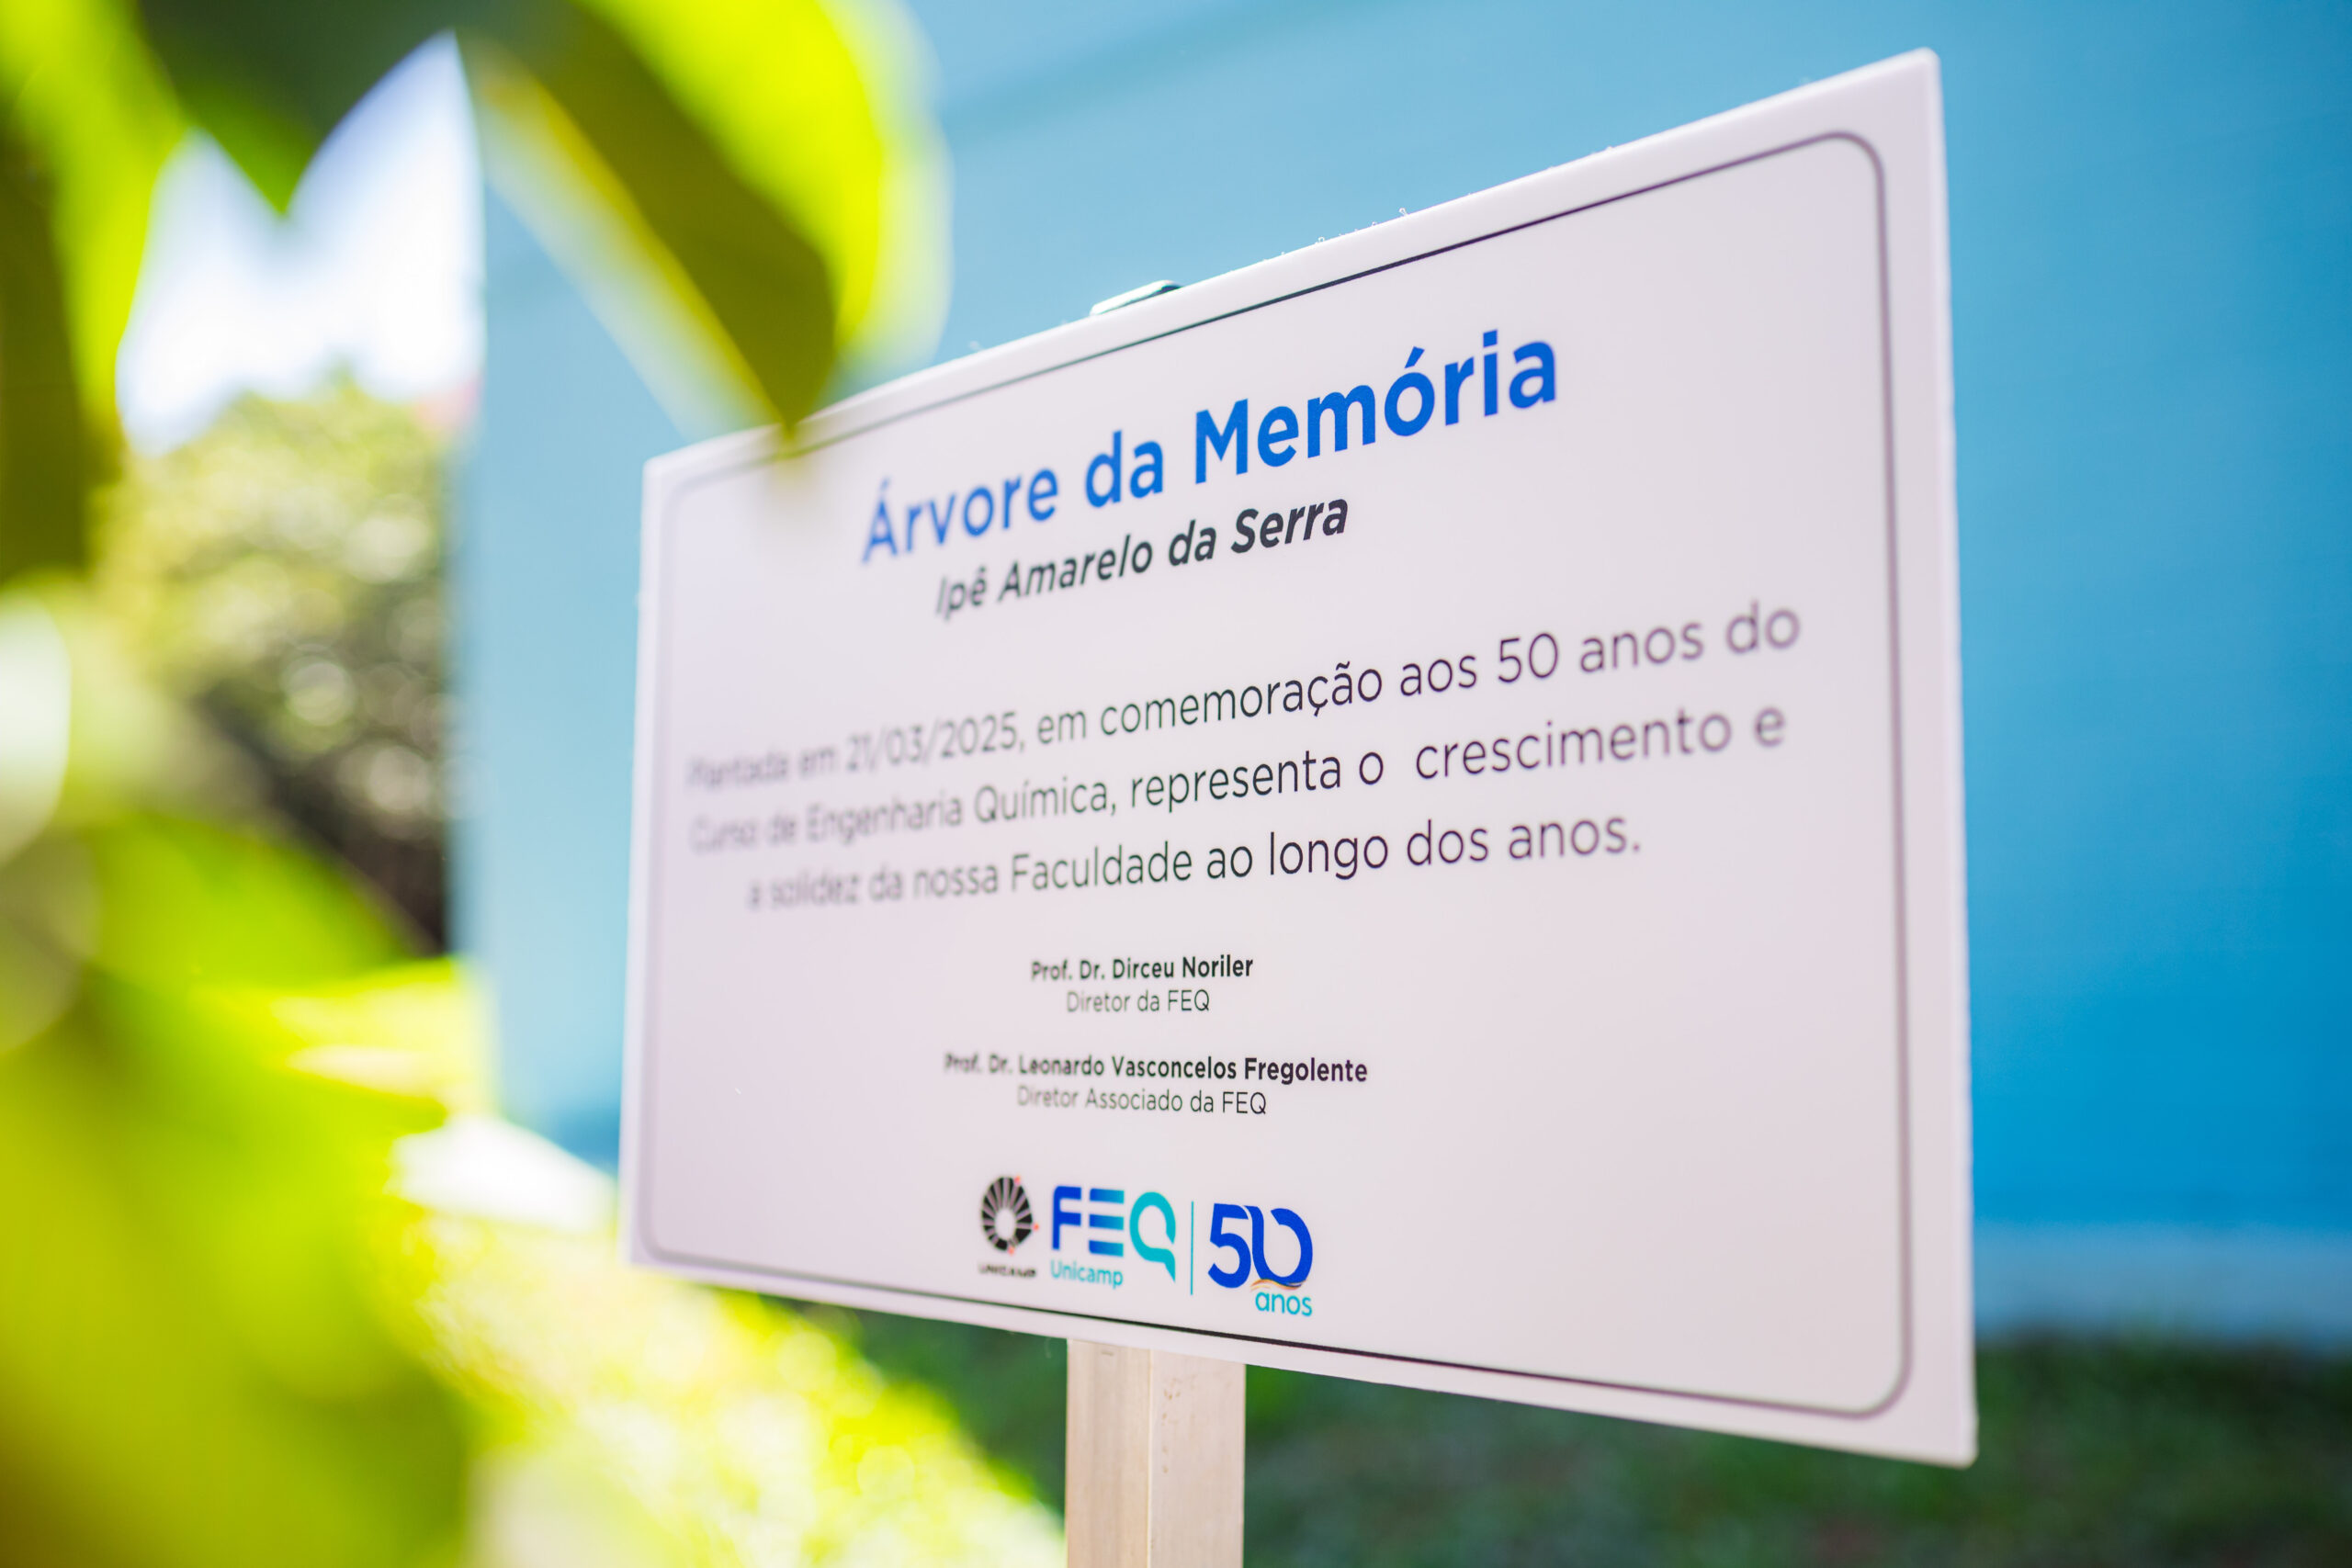 Árvore da Memória
Ipê Amarelo da Serra
Plantada em 21/03/2025, em comemoração aos 50 anos do
Curso de Engenharia Química, representa o crescimento e
a solidez da nossa Faculdade ao longo dos anos.
Prof. Dr. Dirceu Noriler
Diretor da FEQ
Prof. Dr. Leonardo Vasconcelos Fregolente
Diretor Associado da FEQ
UNICAMP
FEQ
Unicamp
50
anos